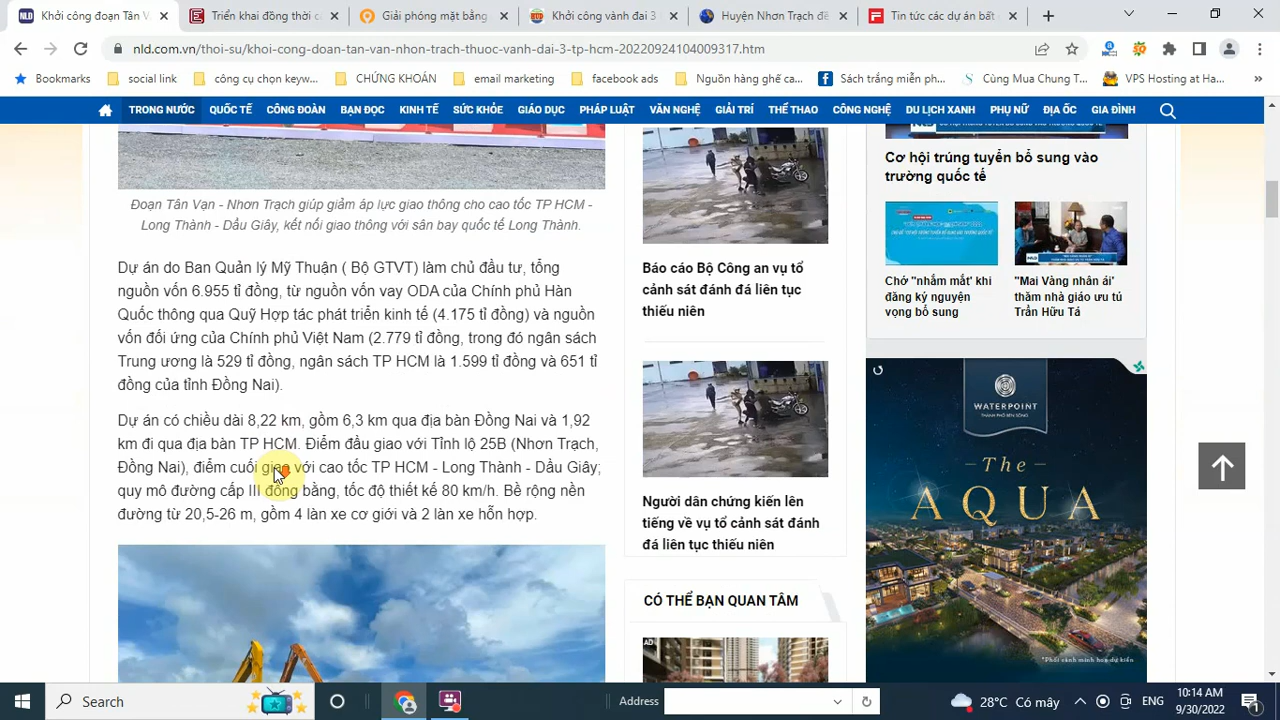 Khởi công đoạn Tân V
Triển khai đồng thời c
Giải phóng mặt bằng
Khởi công vành đai 3
Huyện Nhơn Trạch đề
Tin tức các dự án bất
nld.com.vn/thoi-su/khoi-cong-doan-tan-van-nhon-trach-thuoc-vanh-dai-3-tp-hcm-20220924104009317.htm
Bookmarks
social link
công cụ chọn keyw...
CHỨNG KHOÁN
email marketing
facebook ads
Nguồn hàng ghế ca...
Sách trắng miễn ph...
Cùng Mua Chung T...
VPS Hosting at Ha...
TRONG NƯỚC QUỐC TẾ CÔNG ĐOÀN BẠN ĐỌC KINH TẾ SỨC KHỎE GIÁO DỤC PHÁP LUẬT VĂN NGHỆ GIẢI TRÍ THỂ THAO CÔNG NGHỆ DU LỊCH XANH PHỤ NỮ ĐỊA ỐC GIA ĐÌNH
Đoạn Tân Vạn - Nhơn Trạch giúp giảm áp lực giao thông cho cao tốc TP HCM -
Long Thành - Dầu Giây, kết nối giao thông với sân bay quốc tế Long Thành.
Dự án do Ban Quản lý Mỹ Thuận ( Bộ GTVT) làm chủ đầu tư, tổng
nguồn vốn 6.955 tỉ đồng, từ nguồn vốn vay ODA của Chính phủ Hàn
Quốc thông qua Quỹ Hợp tác phát triển kinh tế (4.175 tỉ đồng) và nguồn
vốn đối ứng của Chính phủ Việt Nam (2.779 tỉ đồng, trong đó ngân sách
Trung ương là 529 tỉ đồng, ngân sách TP HCM là 1.599 tỉ đồng và 651 tỉ
đồng của tỉnh Đồng Nai).
Dự án có chiều dài 8,22 km, gồm 6,3 km qua địa bàn Đồng Nai và 1,92
km đi qua địa bàn TP HCM. Điểm đầu giao với Tỉnh lộ 25B (Nhơn Trạch,
Đồng Nai), điểm cuối giao với cao tốc TP HCM - Long Thành - Dầu Giây;
quy mô đường cấp III đồng bằng, tốc độ thiết kế 80 km/h. Bề rộng nền
đường từ 20,5-26 m, gồm 4 làn xe cơ giới và 2 làn xe hỗn hợp.
Báo cáo Bộ Công an vụ tổ
cảnh sát đánh đá liên tục
thiếu niên
Người dân chứng kiến lên
tiếng về vụ tổ cảnh sát đánh
đá liên tục thiếu niên
CÓ THỂ BẠN QUAN TÂM
AD
Cơ hội trúng tuyển bổ sung vào
trường quốc tế
Chớ "nhắm mắt' khi
đăng ký nguyện
vọng bổ sung
"Mai Vàng nhân ái"
thăm nhà giáo ưu tú
Trần Hữu Tá
WATERPOINT
The
AQUA
*Phối cảnh minh họa dự kiến
Search
Address
28°C Có mây
ENG
10:14 AM
9/30/2022